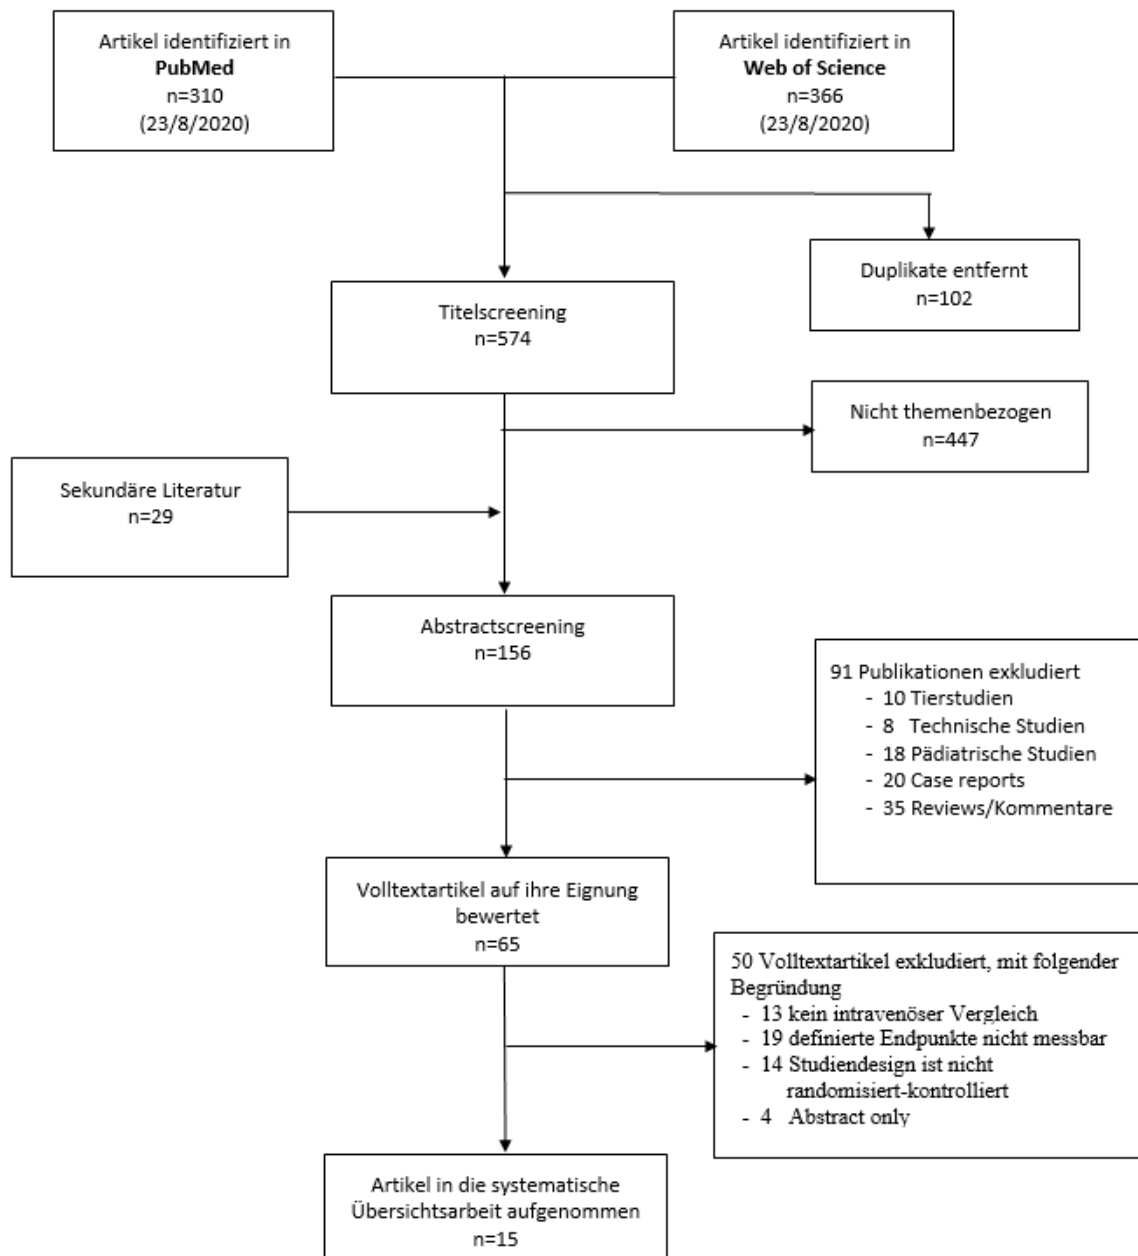 Artikel identifiziert in
PubMed
n=310
(23/8/2020)
Artikel identifiziert in
Web of Science
n=366
(23/8/2020)
Duplikate entfernt
n=102
Titelscreening
n=574
Nicht themenbezogen
n=447
Sekundäre Literatur
n=29
Abstractscreening
n=156
91 Publikationen exkludiert
- 10 Tierstudien
- 8 Technische Studien
- 18 Pädiatrische Studien
- 20 Case reports
- 35 Reviews/Kommentare
Volltextartikel auf ihre Eignung
bewertet
n=65
50 Volltextartikel exkludiert, mit folgender
Begründung
- 13 kein intravenöser Vergleich
- 19 definierte Endpunkte nicht messbar
- 14 Studiendesign ist nicht
randomisiert-kontrolliert
- 4 Abstract only
Artikel in die systematische
Übersichtsarbeit aufgenommen
n=15